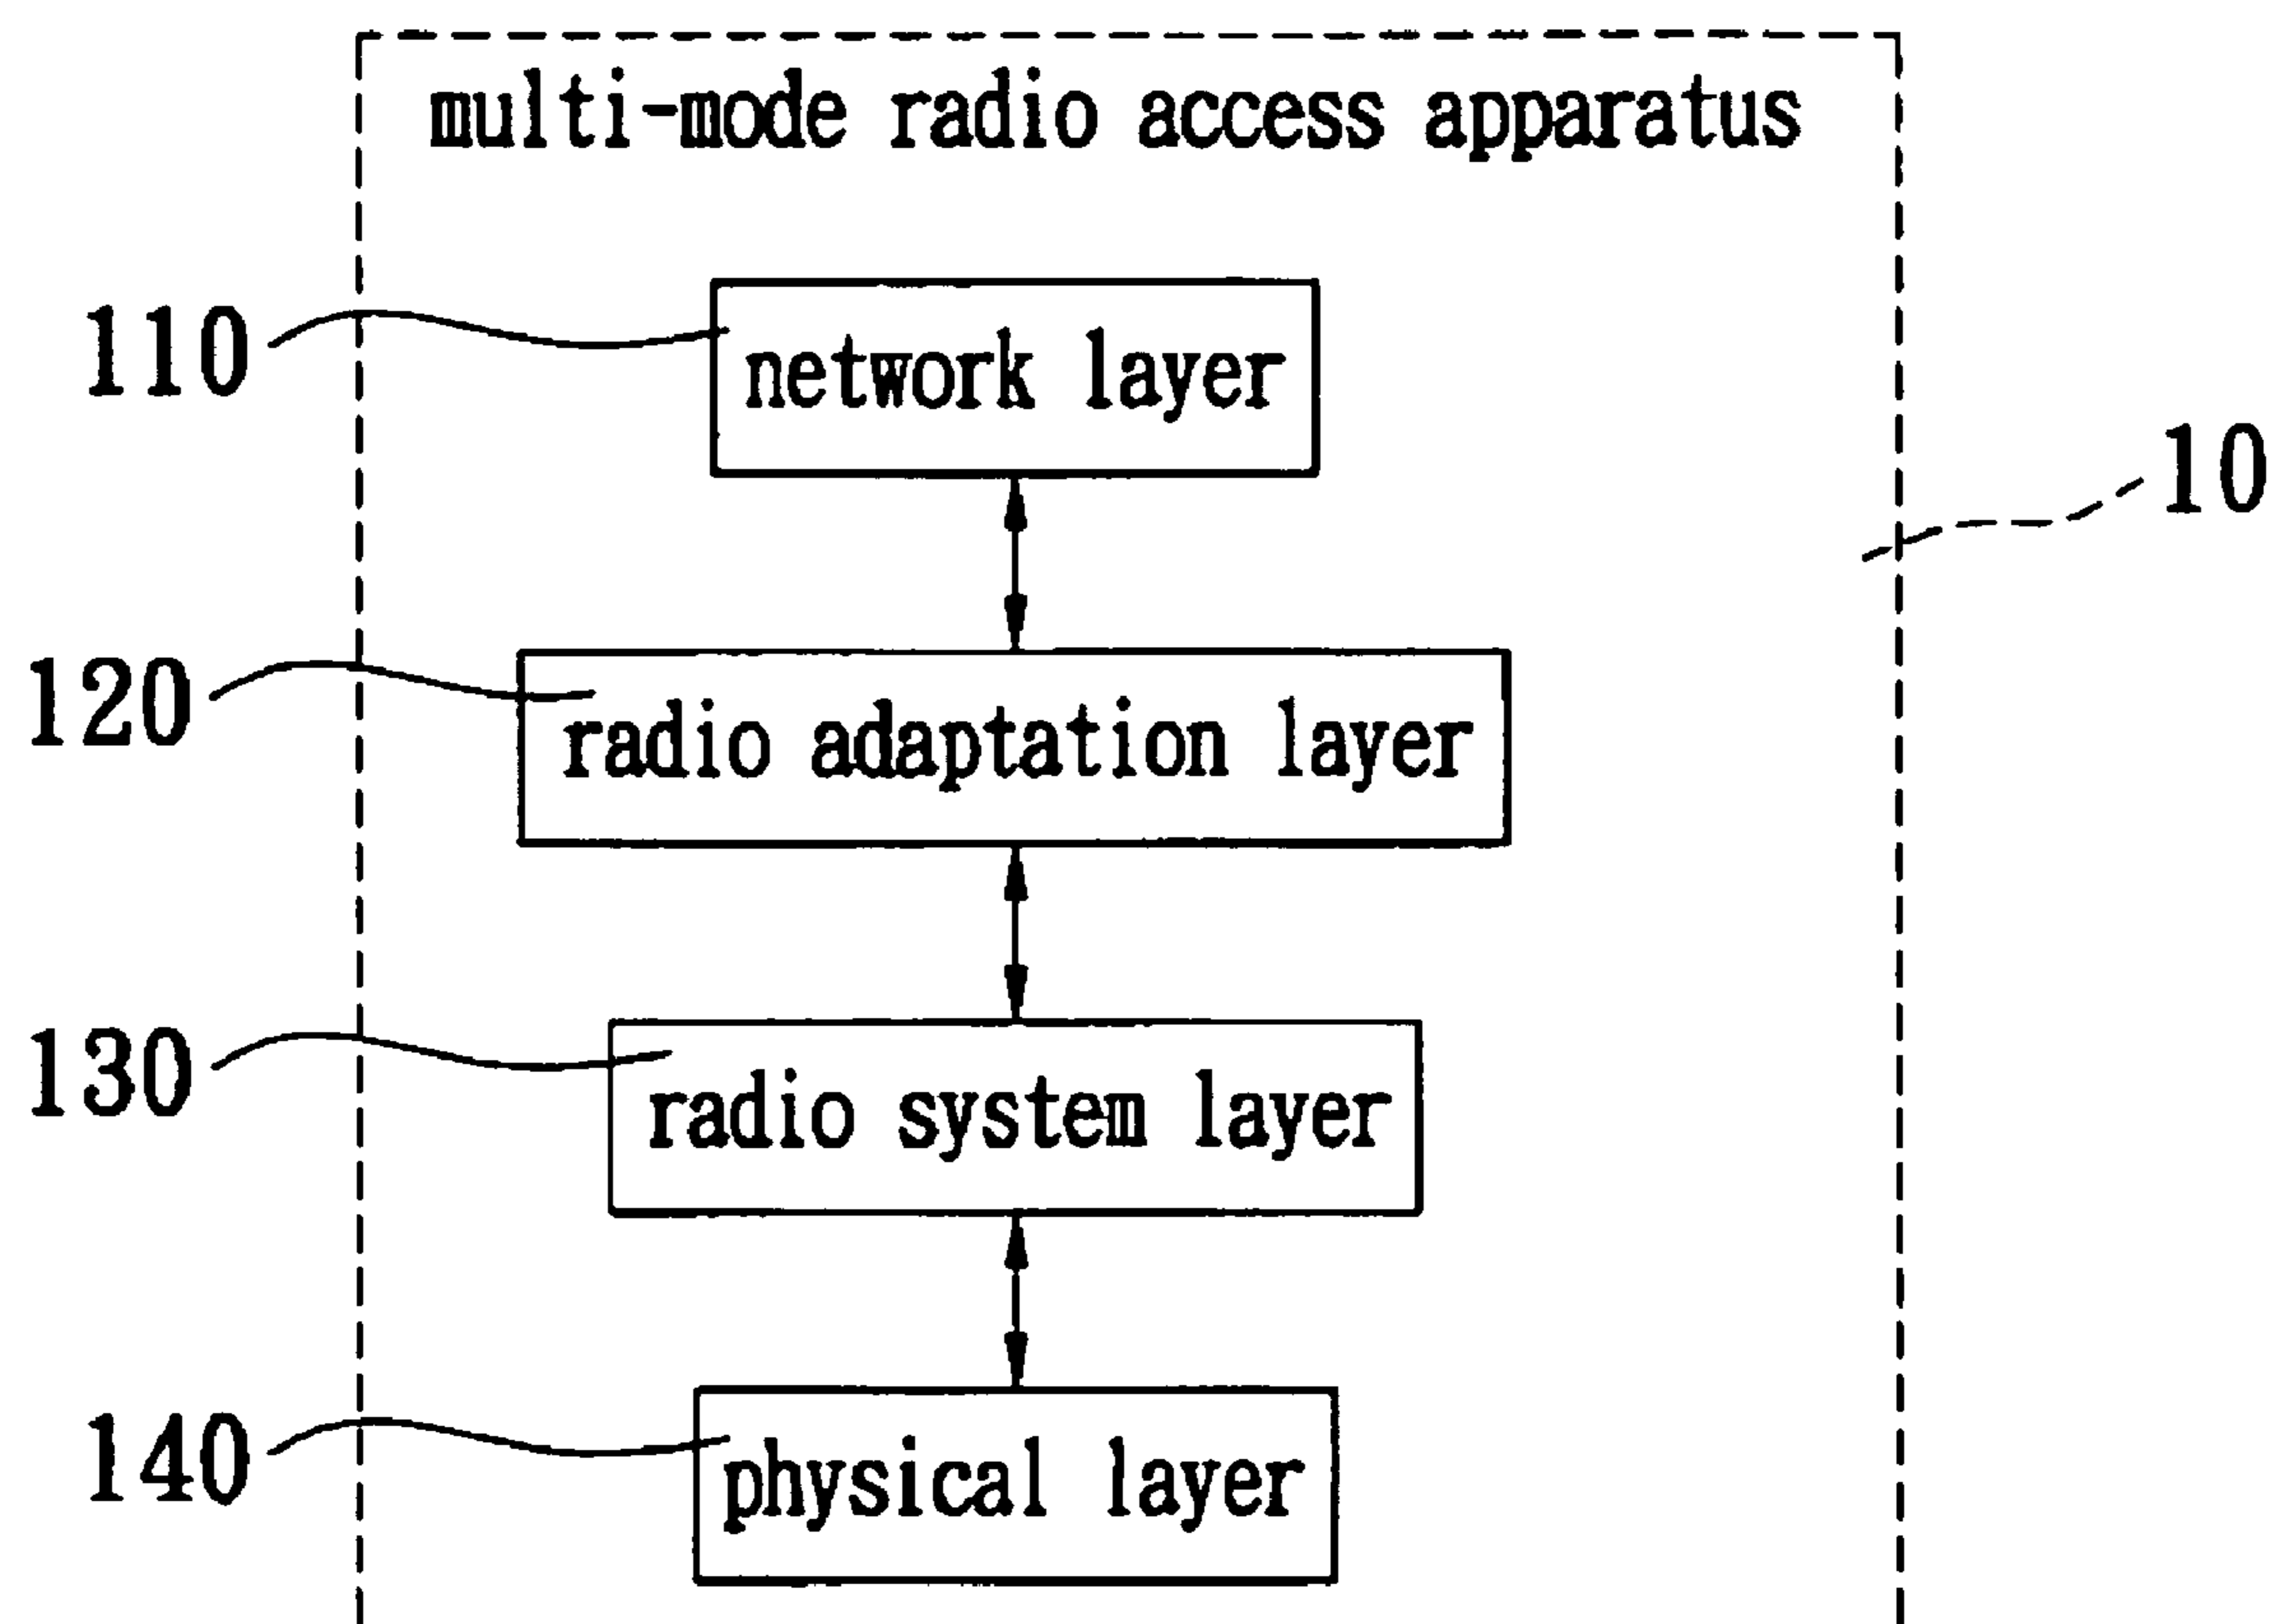 multi-mode radio access apparatus
110
network layer
10
120
radio adaptation layer
130
radio system layer
140
physical layer